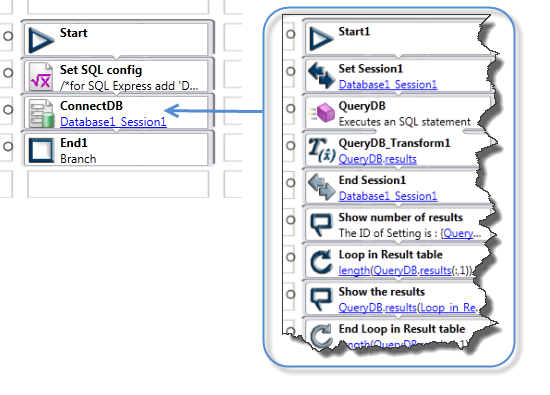 Start
Set SQL config
/*for SQL Express add 'D...
ConnectDB
Database1_Session1
End1
Branch
Start1
Set Session1
Database1_Session1
QueryDB
Executes an SQL statement
QueryDB_Transform1
QueryDB.results
End Session1
Database1_Session1
Show number of results
The ID of Setting is : {Query...
Loop in Result table
length(QueryDB.results(:,1))
Show the results
QueryDB.results(Loop_in_Re
End Loop in Result table